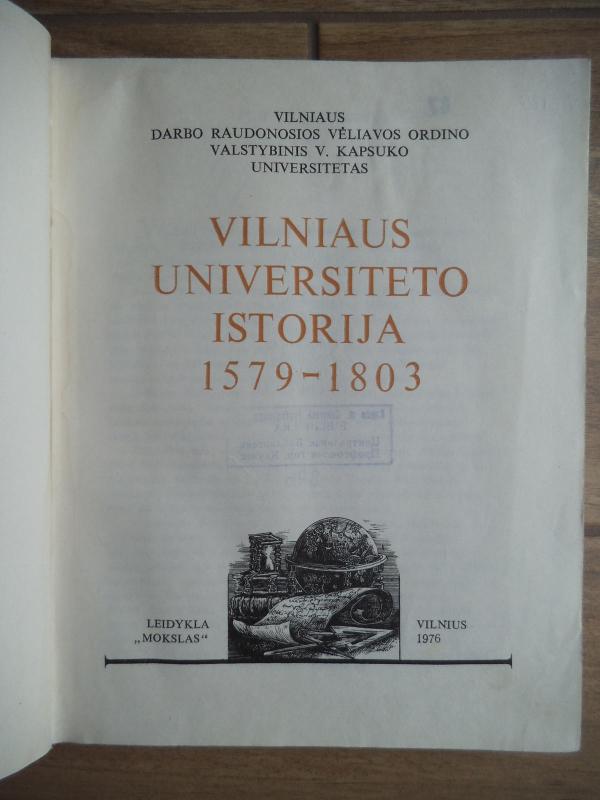 VILNIAUS
DARBO RAUDONOSIOS VĖLIAVOS ORDINO
VALSTYBINIS V. KAPSUKO
UNIVERSITETAS
VILNIAUS
UNIVERSITETO
ISTORIJA
1579-1803
LEIDYKLA
„MOKSLAS“
VILNIUS
1976